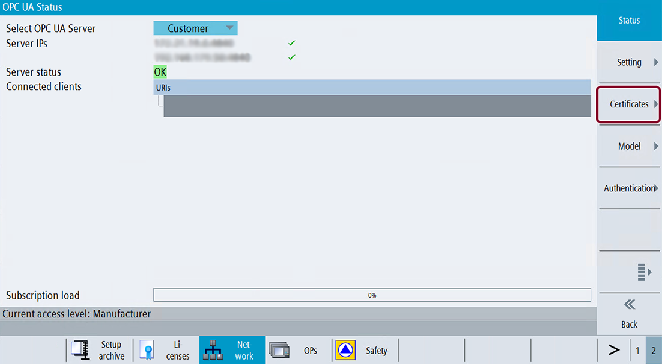 OPC UA Status
Status
Select OPC UA Server Customer
Server IPs
Setting
Server status OK
Connected clients URIs
Certificates
Model
Authentication
Subscription load 0%
Current access level: Manufacturer
Back
Setup
archive
Li
censes
Net
work
OPs
Safety
> 1 2